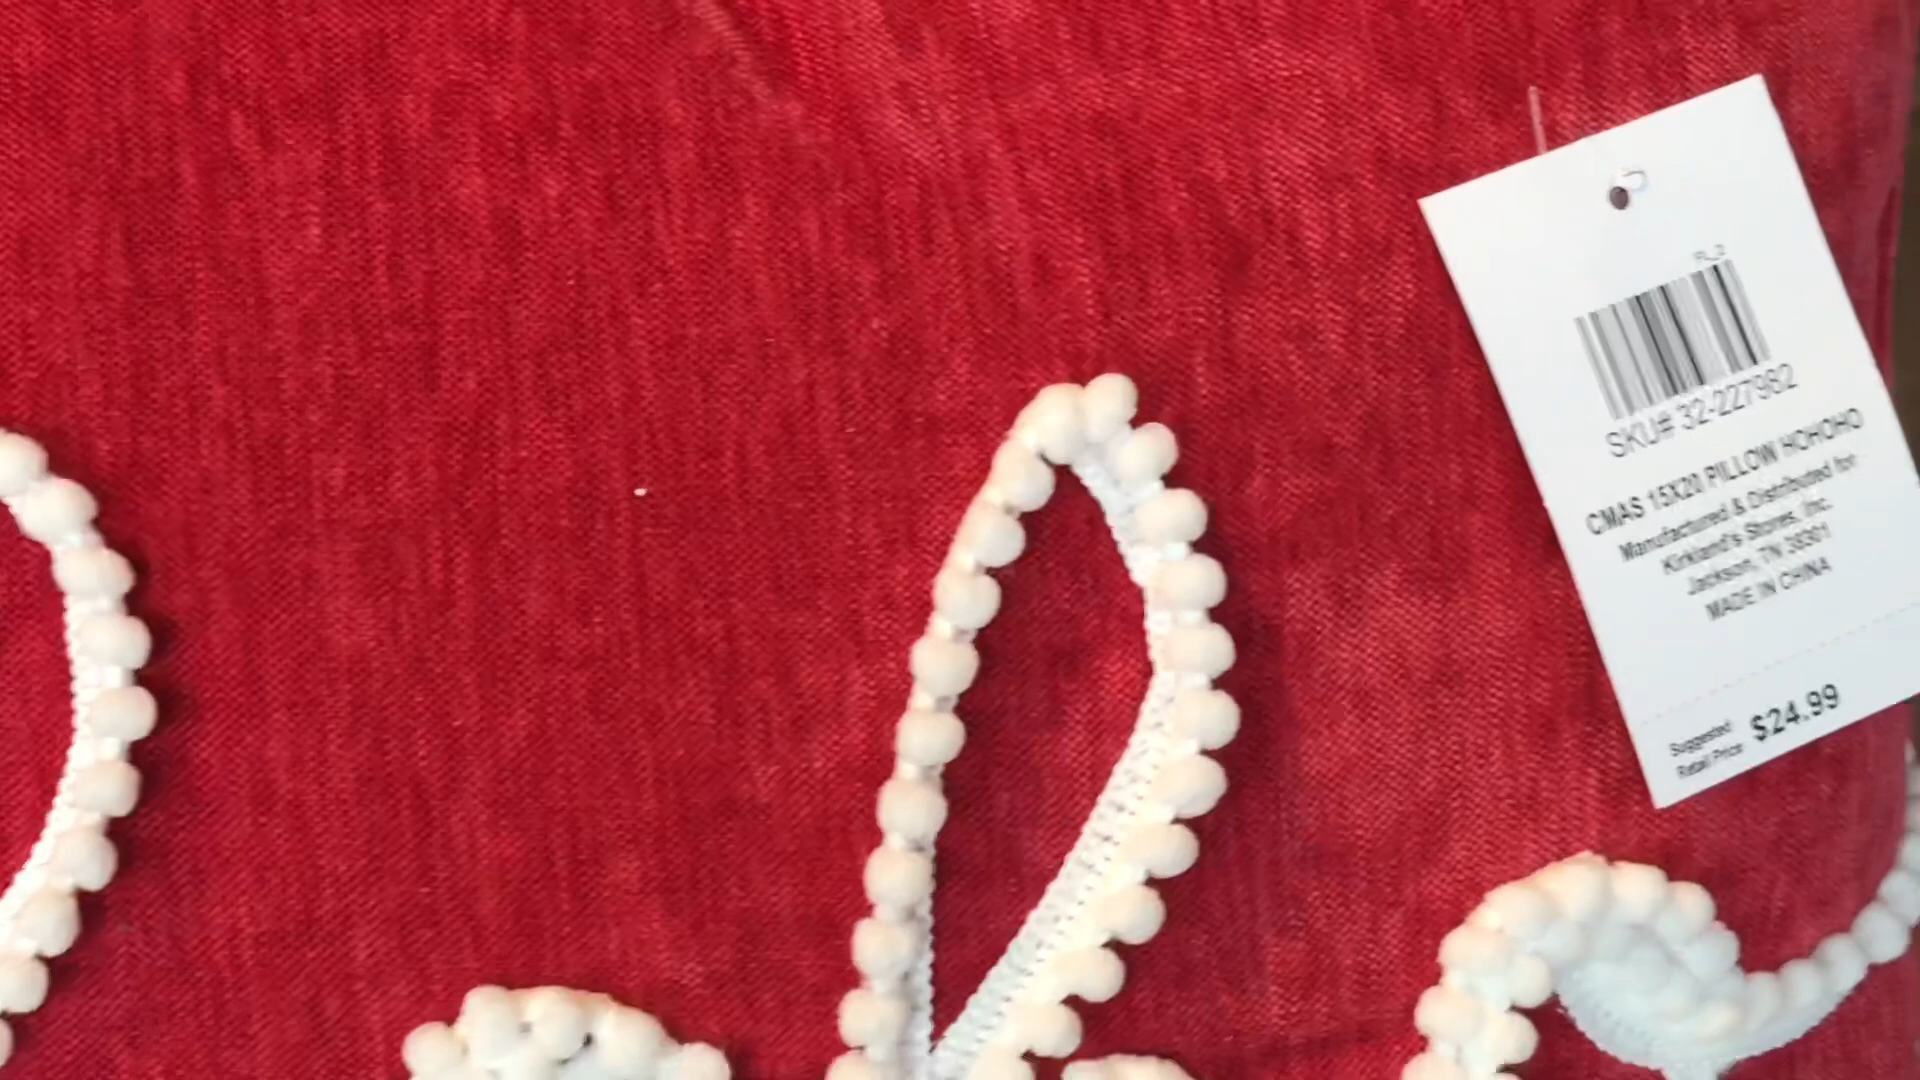 PL_2
SKU# 32-227982
CMAS 15X20 PILLOW HOHOHO
Manufactured & Distributed for
Kirkland's Stores, Inc.
Jackson, TN 38301
MADE IN CHINA
Suggested
Retail Price
$24.99